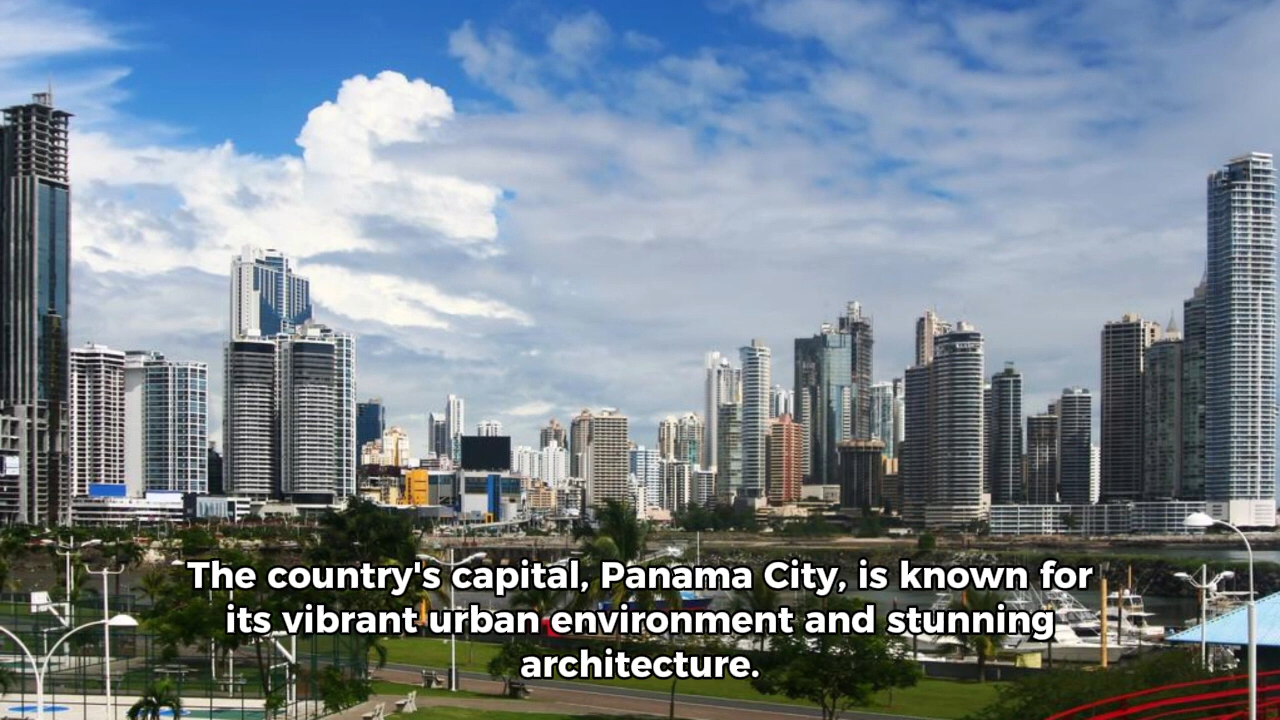 The country's capital, Panama City, is known for
its vibrant urban environment and stunning
architecture.